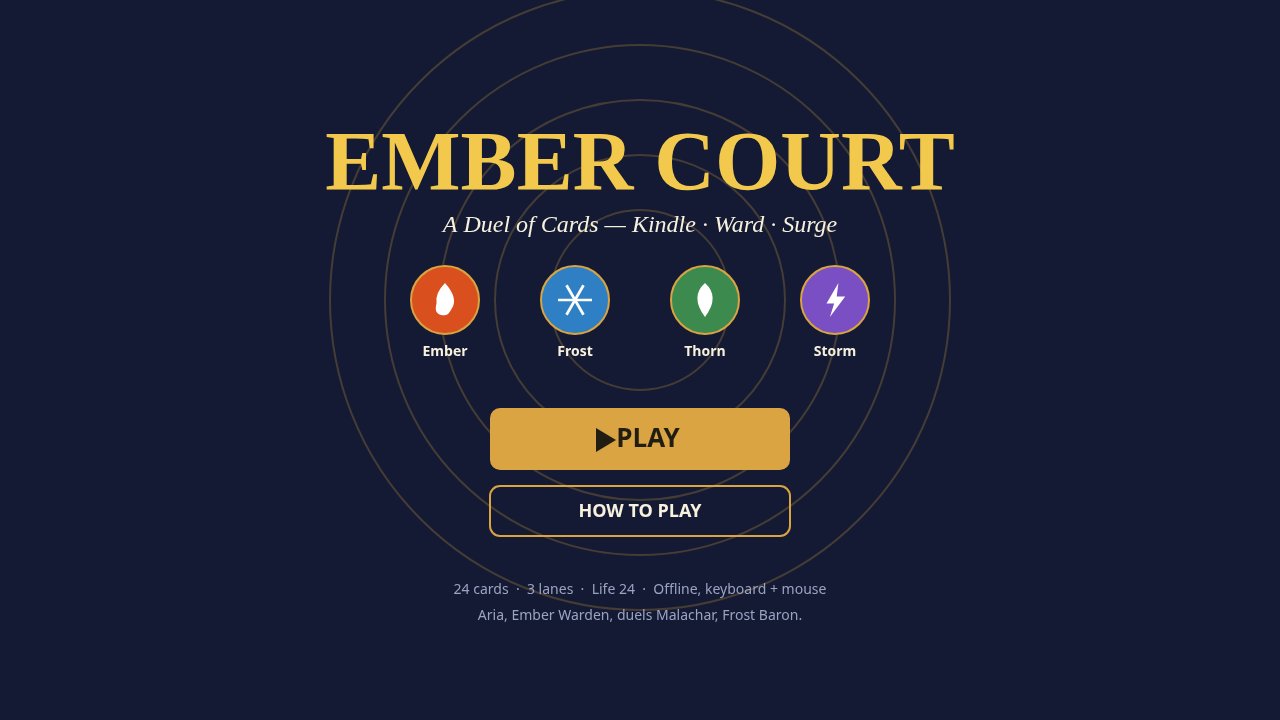 EMBER COURT
A Duel of Cards — Kindle · Ward · Surge
Ember Frost Thorn Storm
PLAY
HOW TO PLAY
24 cards · 3 lanes · Life 24 · Offline, keyboard + mouse
Aria, Ember Warden, duels Malachar, Frost Baron.